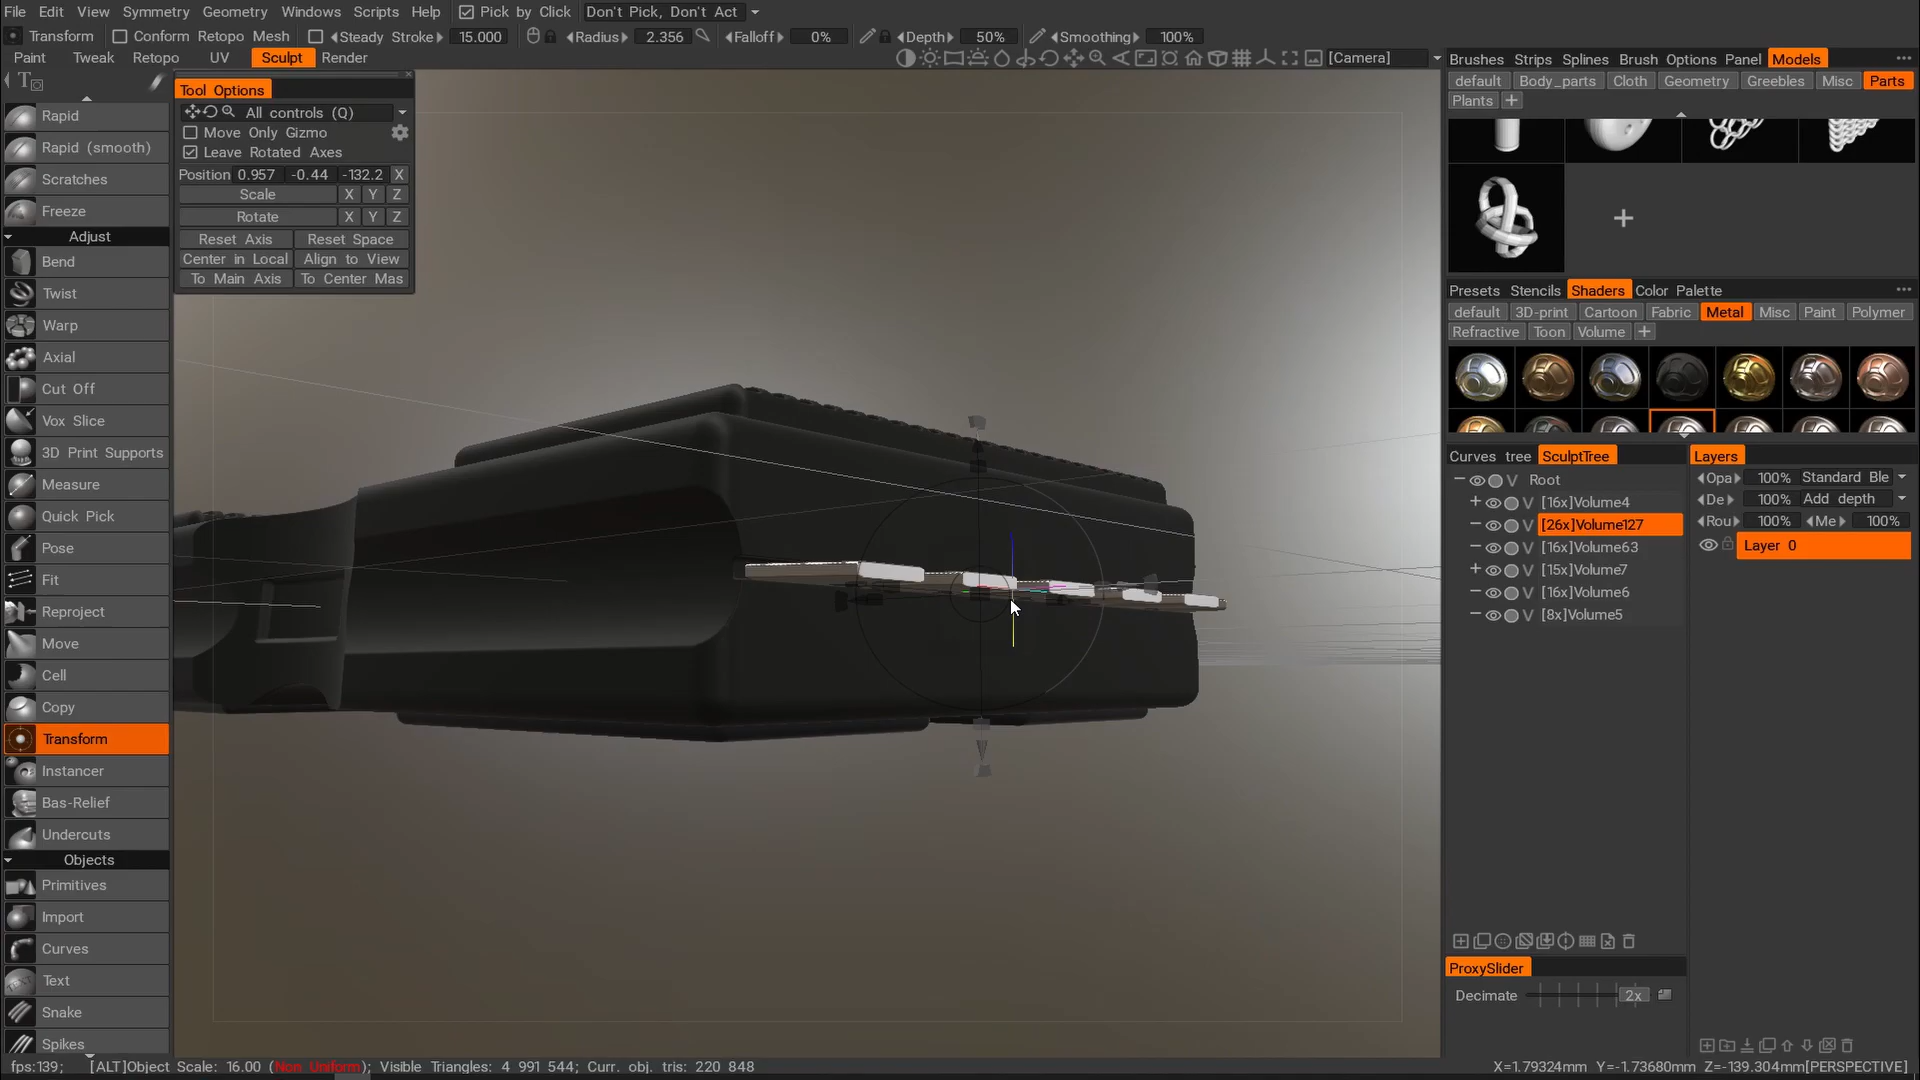 File Edit View Symmetry Geometry Windows Scripts Help Pick by Click Don't Pick, Don't Act
Transform Conform Retopo Mesh Steady Stroke 15.000 Radius 2.356 Falloff 0% Depth 50% Smoothing 100%
Paint Tweak Retopo UV Sculpt Render [Camera]
Tool Options
All controls (Q)
Move Only Gizmo
Leave Rotated Axes
Position 0.957 -0.44 -132.2 X
Scale X Y Z
Rotate X Y Z
Reset Axis Reset Space
Center in Local Align to View
To Main Axis To Center Mas
Rapid
Rapid (smooth)
Scratches
Freeze
Adjust
Bend
Twist
Warp
Axial
Cut Off
Vox Slice
3D Print Supports
Measure
Quick Pick
Pose
Fit
Reproject
Move
Cell
Copy
Transform
Instancer
Bas-Relief
Undercuts
Objects
Primitives
Import
Curves
Text
Snake
Spikes
Brushes Strips Splines Brush Options Panel Models
default Body_parts Cloth Geometry Greebles Misc Parts
Plants
Presets Stencils Shaders Color Palette
default 3D-print Cartoon Fabric Metal Misc Paint Polymer
Refractive Toon Volume
Curves tree SculptTree
V Root
V [16x]Volume4
V [26x]Volume127
V [16x]Volume63
V [15x]Volume7
V [16x]Volume6
V [8x]Volume5
Layers
Opa 100% Standard Ble
De 100% Add depth
Rou 100% Me 100%
Layer 0
ProxySlider
Decimate 2x
fps:139; [ALT]Object Scale: 16.00 (Non Uniform); Visible Triangles: 4 991 544; Curr. obj. tris: 220 848
X=1.79324mm Y=-1.73680mm Z=-139.304mm[PERSPECTIVE]